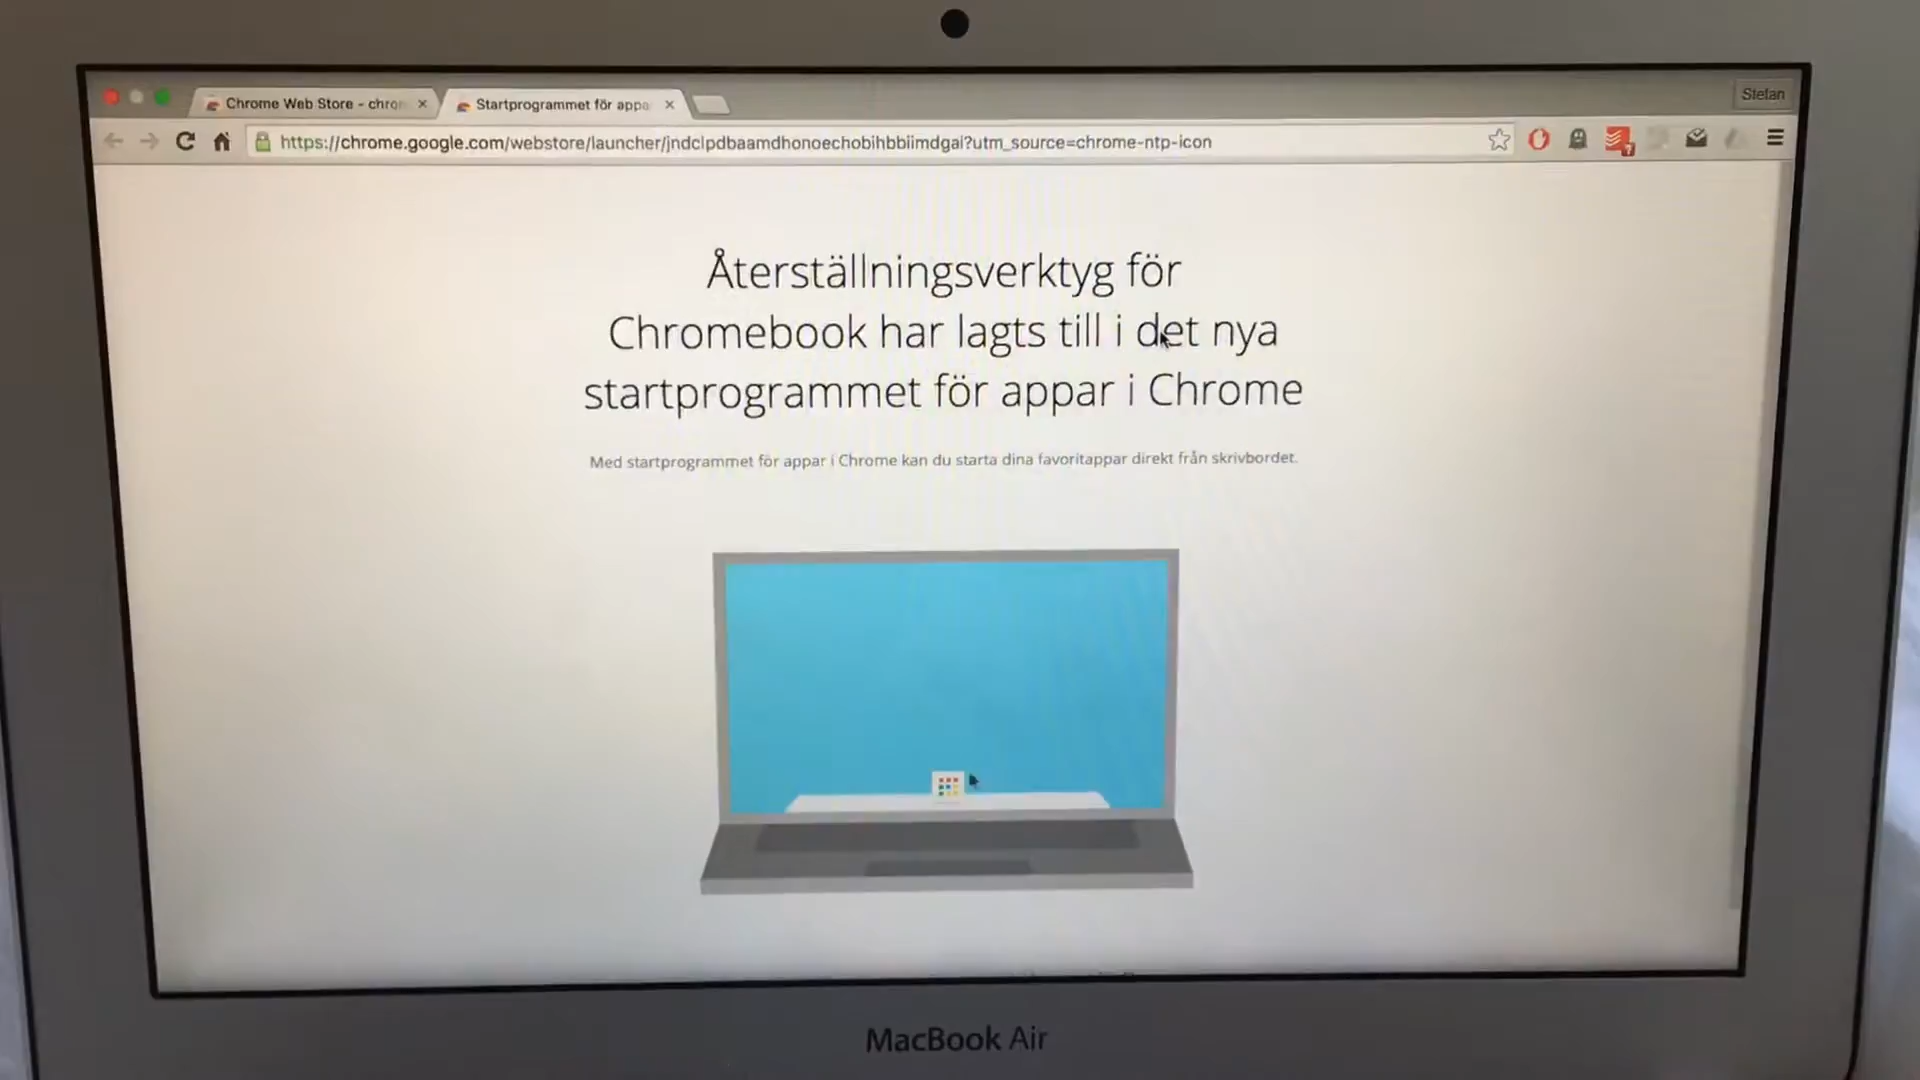 Stefan
Chrome Web Store - chro
Startprogrammet för appa
https://chrome.google.com/webstore/launcher/jndclpdbaamdhonoechobihbbiimdgai?utm_source=chrome-ntp-icon
Återställningsverktyg för
Chromebook har lagts till i det nya
startprogrammet för appar i Chrome
Med startprogrammet för appar i Chrome kan du starta dina favoritappar direkt från skrivbordet.
MacBook Air